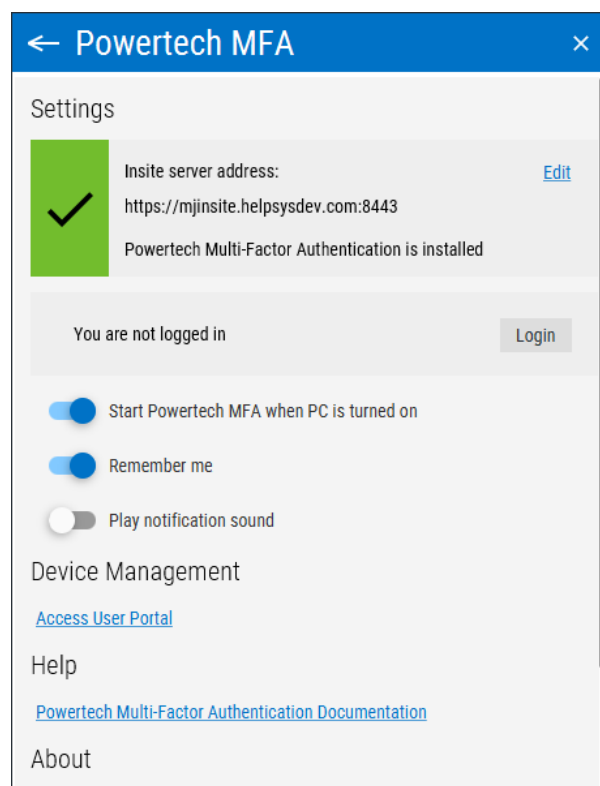 Powertech MFA
Settings
Insite server address:
Edit
https://mjinsite.helpsysdev.com:8443
Powertech Multi-Factor Authentication is installed
You are not logged in
Login
Start Powertech MFA when PC is turned on
Remember me
Play notification sound
Device Management
Access User Portal
Help
Powertech Multi-Factor Authentication Documentation
About